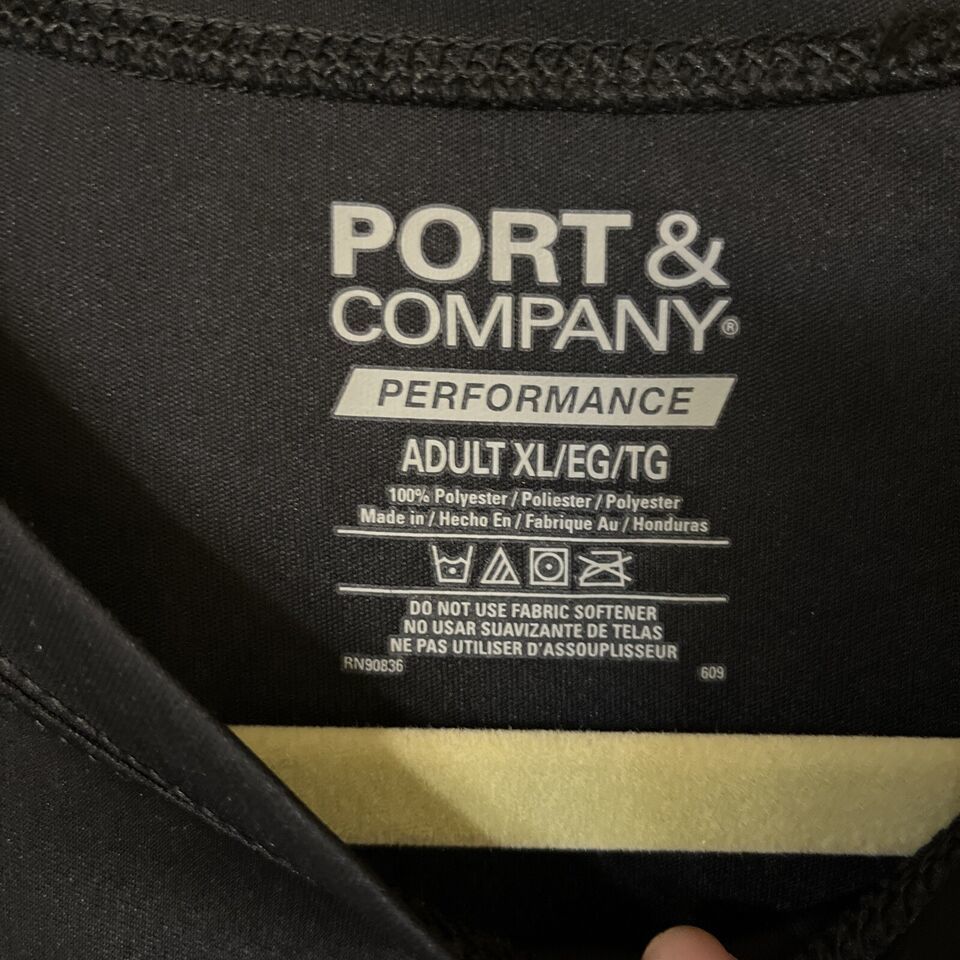 PORT &
COMPANY®
PERFORMANCE
ADULT XL/EG/TG
100% Polyester / Poliester / Polyester
Made in / Hecho En / Fabrique Au / Honduras
DO NOT USE FABRIC SOFTENER
NO USAR SUAVIZANTE DE TELAS
NE PAS UTILISER D'ASSOUPLISSEUR
RN90836
609